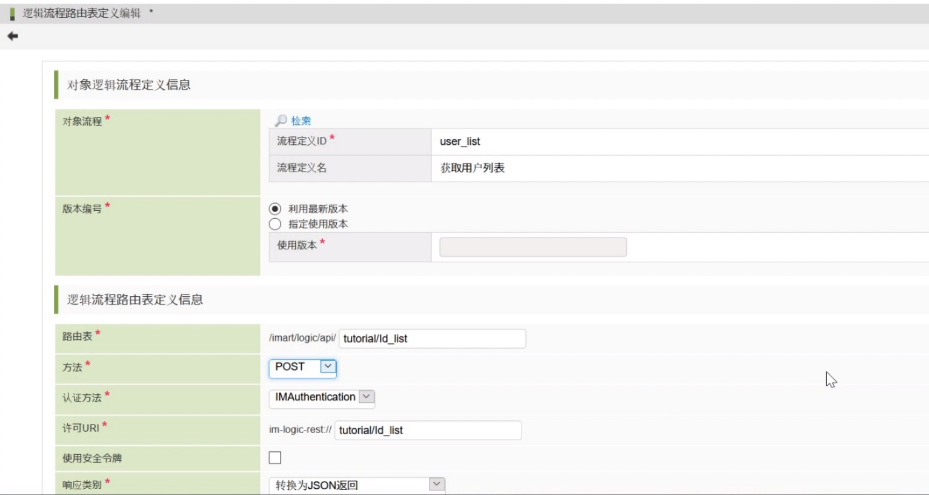 逻辑流程路由表定义编辑 *
对象逻辑流程定义信息
对象流程 *
检索
流程定义ID * user_list
流程定义名 获取用户列表
版本编号 *
利用最新版本
指定使用版本
使用版本 *
逻辑流程路由表定义信息
路由表 * /imart/logic/api/ tutorial/Id_list
方法 * POST
认证方法 * IMAuthentication
许可URI * im-logic-rest:// tutorial/Id_list
使用安全令牌
响应类别 * 转换为JSON返回